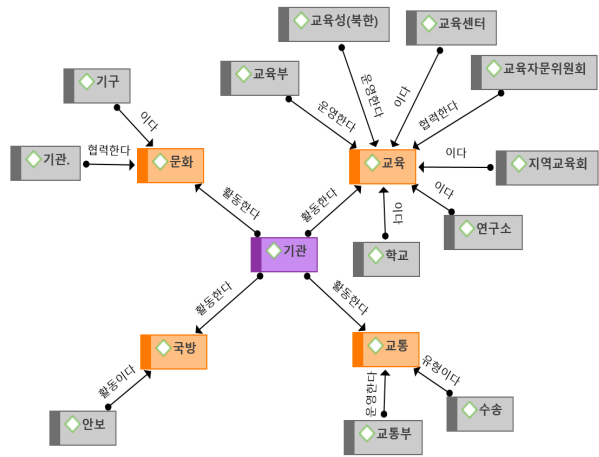 교육성(북한)
교육센터
교육부
교육자문위원회
기구
운영한다
이다
운영한다
협력한다
이다
기관.
협력한다
문화
교육
이다
지역교육회
활동한다
활동한다
이다
이다
연구소
기관
학교
활동한다
활동한다
국방
교통
활동이다
운영한다
유형이다
안보
교통부
수송